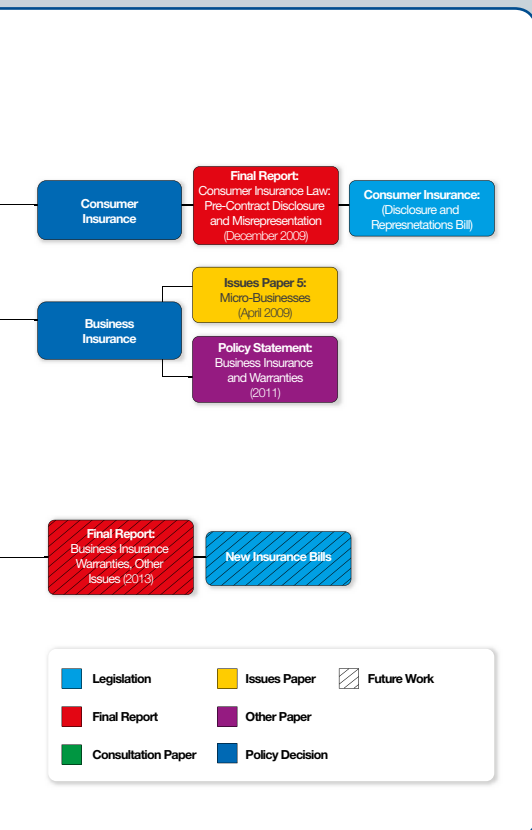 Consumer
Insurance
Final Report:
Consumer Insurance Law:
Pre-Contract Disclosure
and Misrepresentation
(December 2009)
Consumer Insurance:
(Disclosure and
Represnetations Bill)
Business
Insurance
Issues Paper 5:
Micro-Businesses
(April 2009)
Policy Statement:
Business Insurance
and Warranties
(2011)
Final Report:
Business Insurance
Warranties, Other
Issues (2013)
New Insurance Bills
Legislation
Issues Paper
Future Work
Final Report
Other Paper
Consultation Paper
Policy Decision